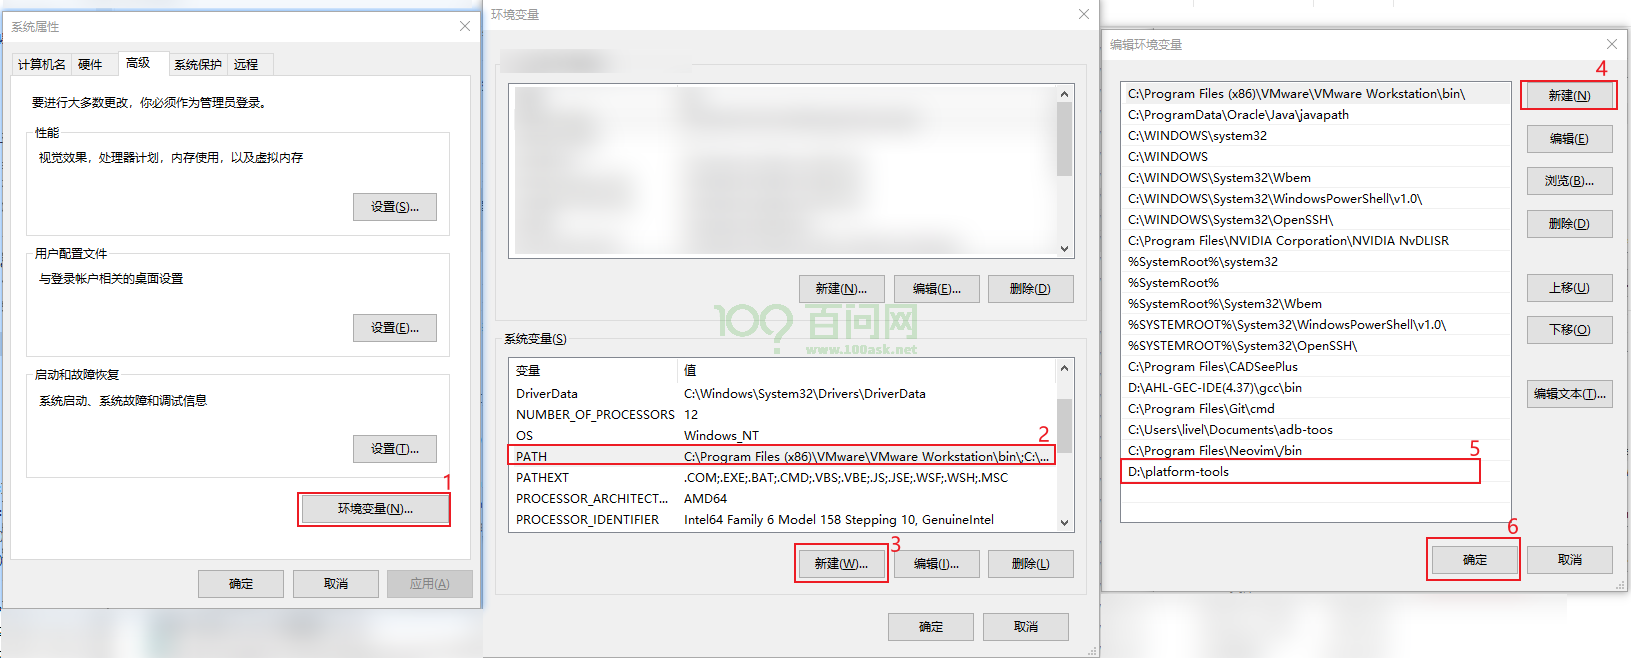 系统属性
计算机名
硬件
高级
系统保护
远程
要进行大多数更改，你必须作为管理员登录。
性能
视觉效果，处理器计划，内存使用，以及虚拟内存
设置(S)...
用户配置文件
与登录帐户相关的桌面设置
设置(E)...
启动和故障恢复
系统启动、系统故障和调试信息
设置(T)...
1
环境变量(N)...
确定
取消
应用(A)
环境变量
新建(N)...
编辑(E)...
删除(D)
100 百问网
www.100ask.net
系统变量(S)
变量 值
DriverData C:\Windows\System32\Drivers\DriverData
NUMBER_OF_PROCESSORS 12
OS Windows_NT
2
PATH C:\Program Files (x86)\VMware\VMware Workstation\bin\;C:\...
PATHEXT .COM;.EXE;.BAT;.CMD;.VBS;.VBE;.JS;.JSE;.WSF;.WSH;.MSC
PROCESSOR_ARCHITECT... AMD64
PROCESSOR_IDENTIFIER Intel64 Family 6 Model 158 Stepping 10, GenuineIntel
3
新建(W)...
编辑(I)...
删除(L)
确定
取消
编辑环境变量
4
C:\Program Files (x86)\VMware\VMware Workstation\bin\
C:\ProgramData\Oracle\Java\javapath
C:\WINDOWS\system32
C:\WINDOWS
C:\WINDOWS\System32\Wbem
C:\WINDOWS\System32\WindowsPowerShell\v1.0\
C:\WINDOWS\System32\OpenSSH\
C:\Program Files\NVIDIA Corporation\NVIDIA NvDLISR
%SystemRoot%\system32
%SystemRoot%
%SystemRoot%\System32\Wbem
%SYSTEMROOT%\System32\WindowsPowerShell\v1.0\
%SYSTEMROOT%\System32\OpenSSH\
C:\Program Files\CADSeePlus
D:\AHL-GEC-IDE(4.37)\gcc\bin
C:\Program Files\Git\cmd
C:\Users\livel\Documents\adb-toos
C:\Program Files\Neovim\/bin
5
D:\platform-tools
新建(N)
编辑(E)
浏览(B)...
删除(D)
上移(U)
下移(O)
编辑文本(T)...
6
确定
取消